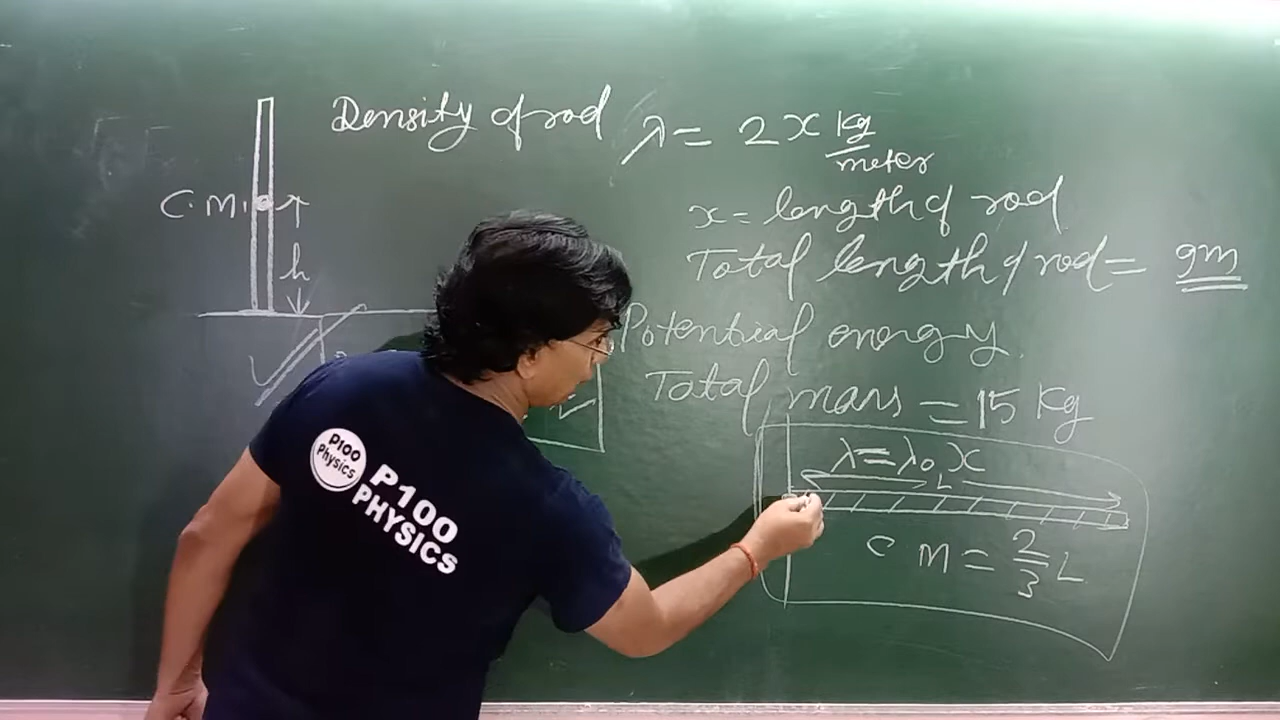 Density of rod λ = 2x Kg/meter
x = length of rod
Total length of rod = 9m
Potential energy
Total mass = 15 Kg
C.M.
h
λ = λ₀ x
L
C M = 2/3 L
P100 Physics
P100
PHYSICS